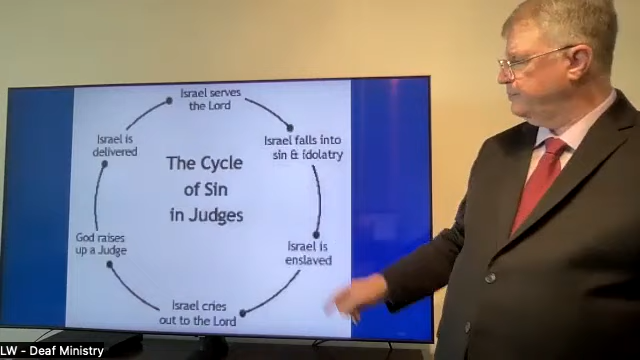 Israel serves
the Lord
Israel falls into
sin & idolatry
Israel is
enslaved
Israel cries
out to the Lord
God raises
up a Judge
Israel is
delivered
The Cycle
of Sin
in Judges
LW - Deaf Ministry